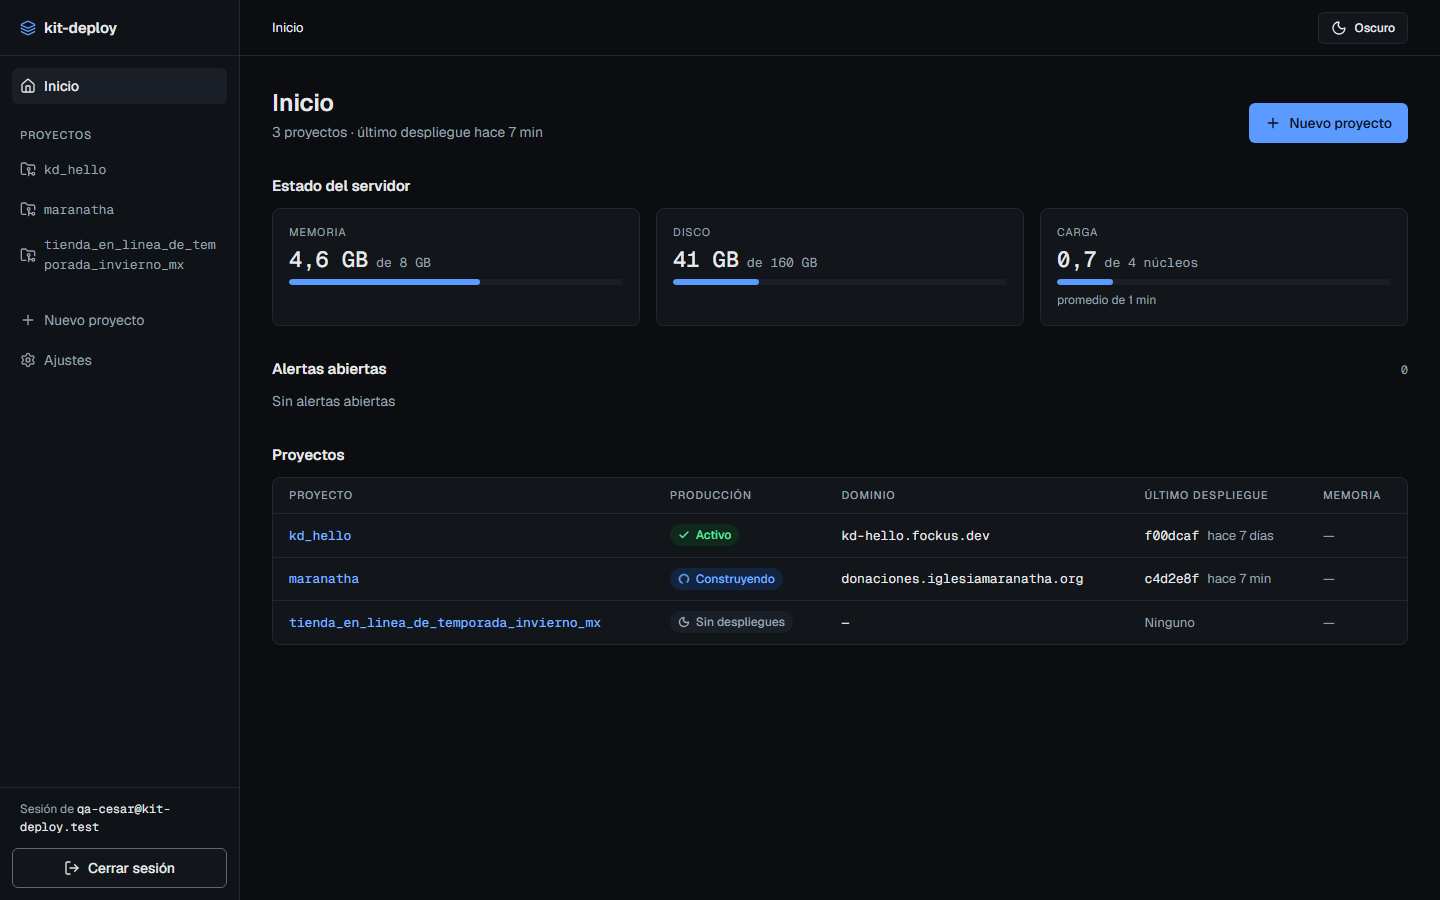 kit-deploy
Inicio
Oscuro
Inicio
PROYECTOS
kd_hello
maranatha
tienda_en_linea_de_tem
porada_invierno_mx
Nuevo proyecto
Ajustes
Sesión de qa-cesar@kit-
deploy.test
Cerrar sesión
Inicio
3 proyectos · último despliegue hace 7 min
Nuevo proyecto
Estado del servidor
MEMORIA
4,6 GB de 8 GB
DISCO
41 GB de 160 GB
CARGA
0,7 de 4 núcleos
promedio de 1 min
Alertas abiertas 0
Sin alertas abiertas
Proyectos
PROYECTO PRODUCCIÓN DOMINIO ÚLTIMO DESPLIEGUE MEMORIA
kd_hello Activo kd-hello.fockus.dev f00dcaf hace 7 días —
maranatha Construyendo donaciones.iglesiamaranatha.org c4d2e8f hace 7 min —
tienda_en_linea_de_temporada_invierno_mx Sin despliegues — Ninguno —